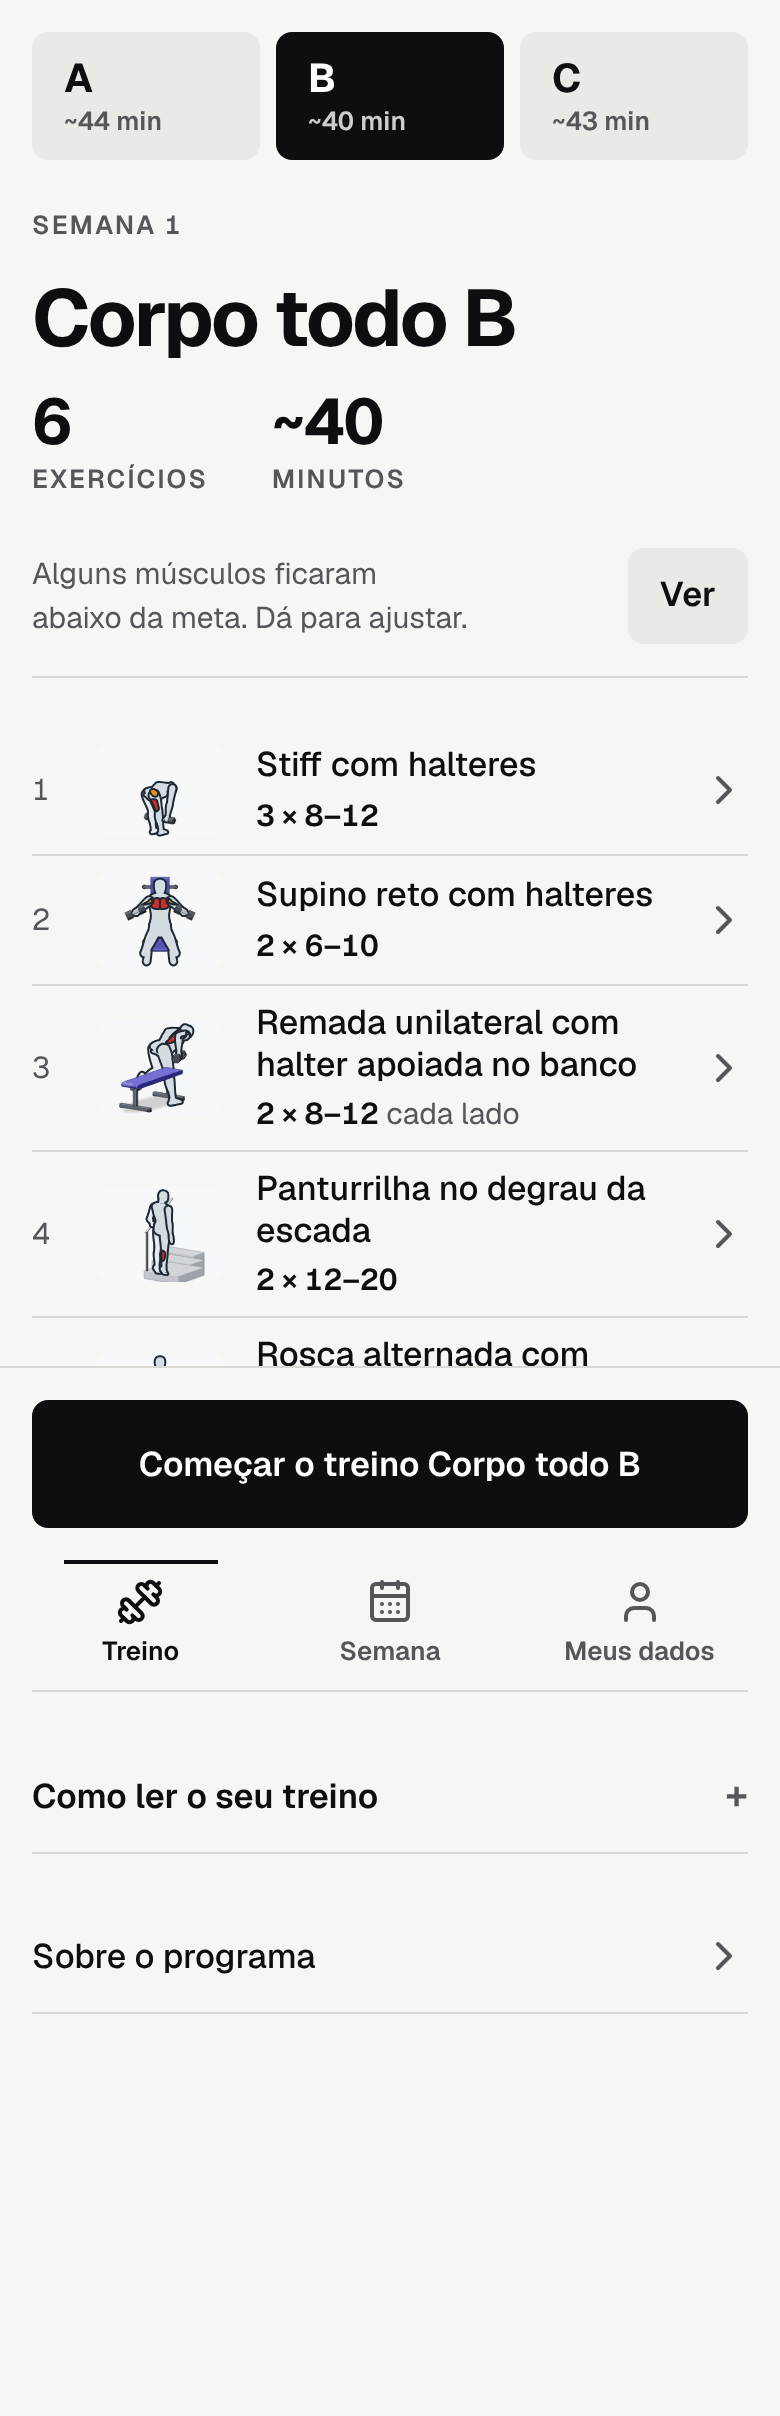 A
~44 min
B
~40 min
C
~43 min
SEMANA 1
Corpo todo B
6
EXERCÍCIOS
~40
MINUTOS
Alguns músculos ficaram
abaixo da meta. Dá para ajustar.
Ver
1
Stiff com halteres
3 × 8–12
2
Supino reto com halteres
2 × 6–10
3
Remada unilateral com
halter apoiada no banco
2 × 8–12 cada lado
4
Panturrilha no degrau da
escada
2 × 12–20
Rosca alternada com
Começar o treino Corpo todo B
Treino
Semana
Meus dados
Como ler o seu treino
+
Sobre o programa